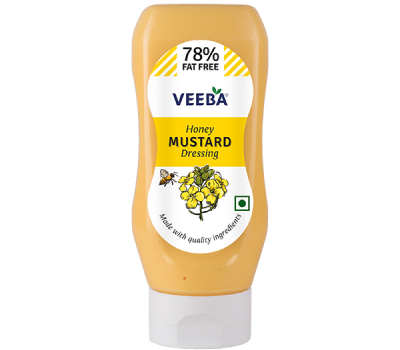 78%
FAT FREE
VEEBA®
Honey
MUSTARD
Dressing
Made with quality ingredients